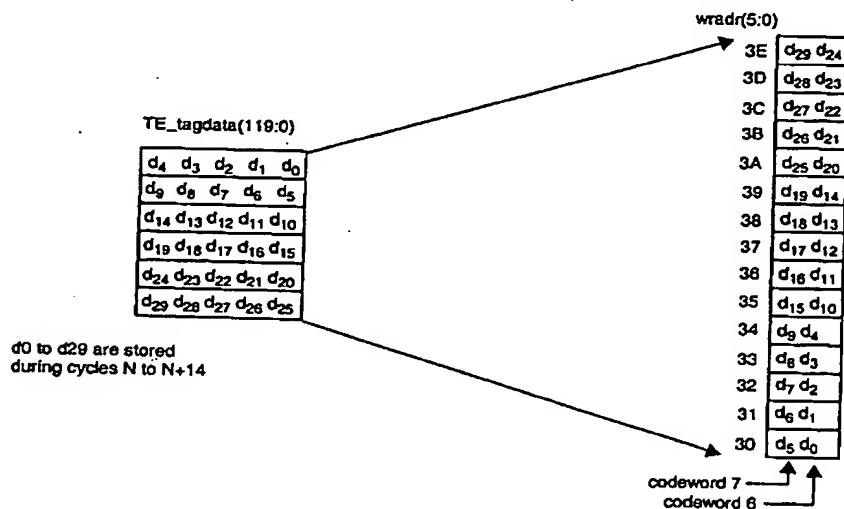 wradr(5:0)
3E d29 d24
3D d28 d23
3C d27 d22
3B d26 d21
3A d25 d20
39 d19 d14
38 d18 d13
37 d17 d12
36 d16 d11
35 d15 d10
34 d9 d4
33 d8 d3
32 d7 d2
31 d6 d1
30 d5 d0
codeword 7
codeword 6
TE_tagdata(119:0)
d4 d3 d2 d1 d0
d9 d8 d7 d6 d5
d14 d13 d12 d11 d10
d19 d18 d17 d16 d15
d24 d23 d22 d21 d20
d29 d28 d27 d26 d25
d0 to d29 are stored
during cycles N to N+14